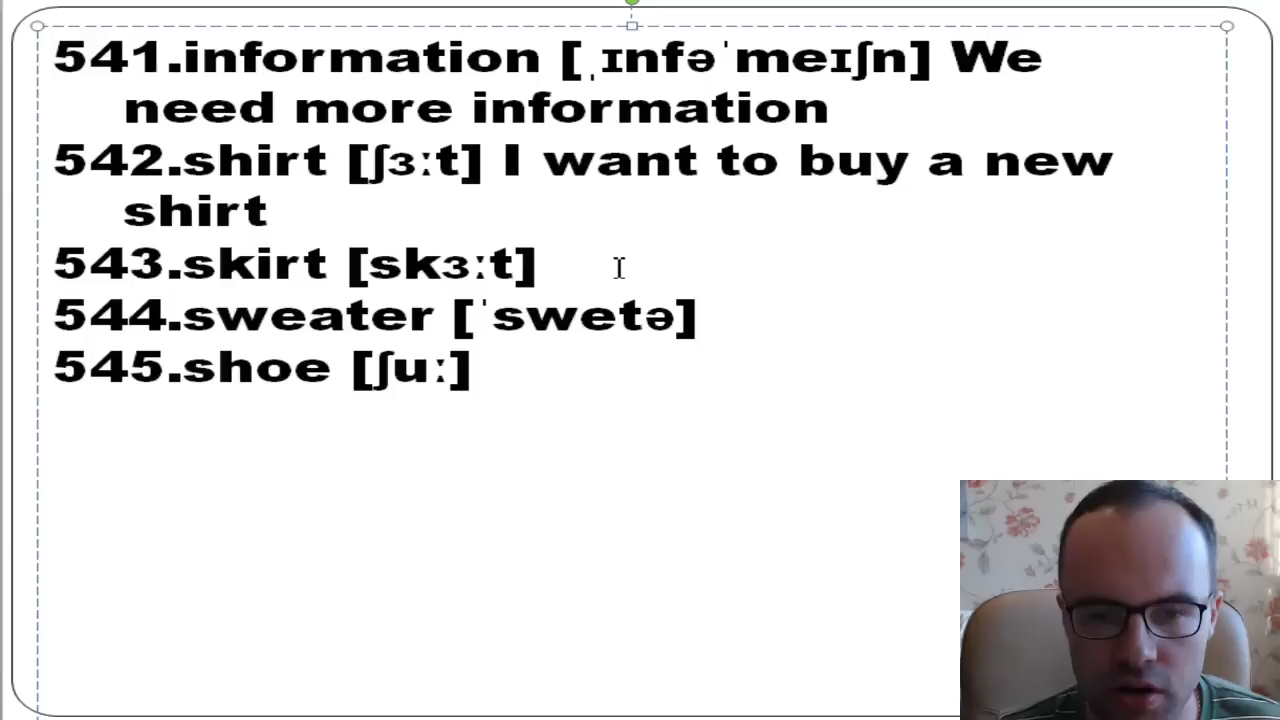 541.information [ˌɪnfəˈmeɪʃn] We
need more information
542.shirt [ʃɜːt] I want to buy a new
shirt
543.skirt [skɜːt]
544.sweater [ˈswetə]
545.shoe [ʃuː]